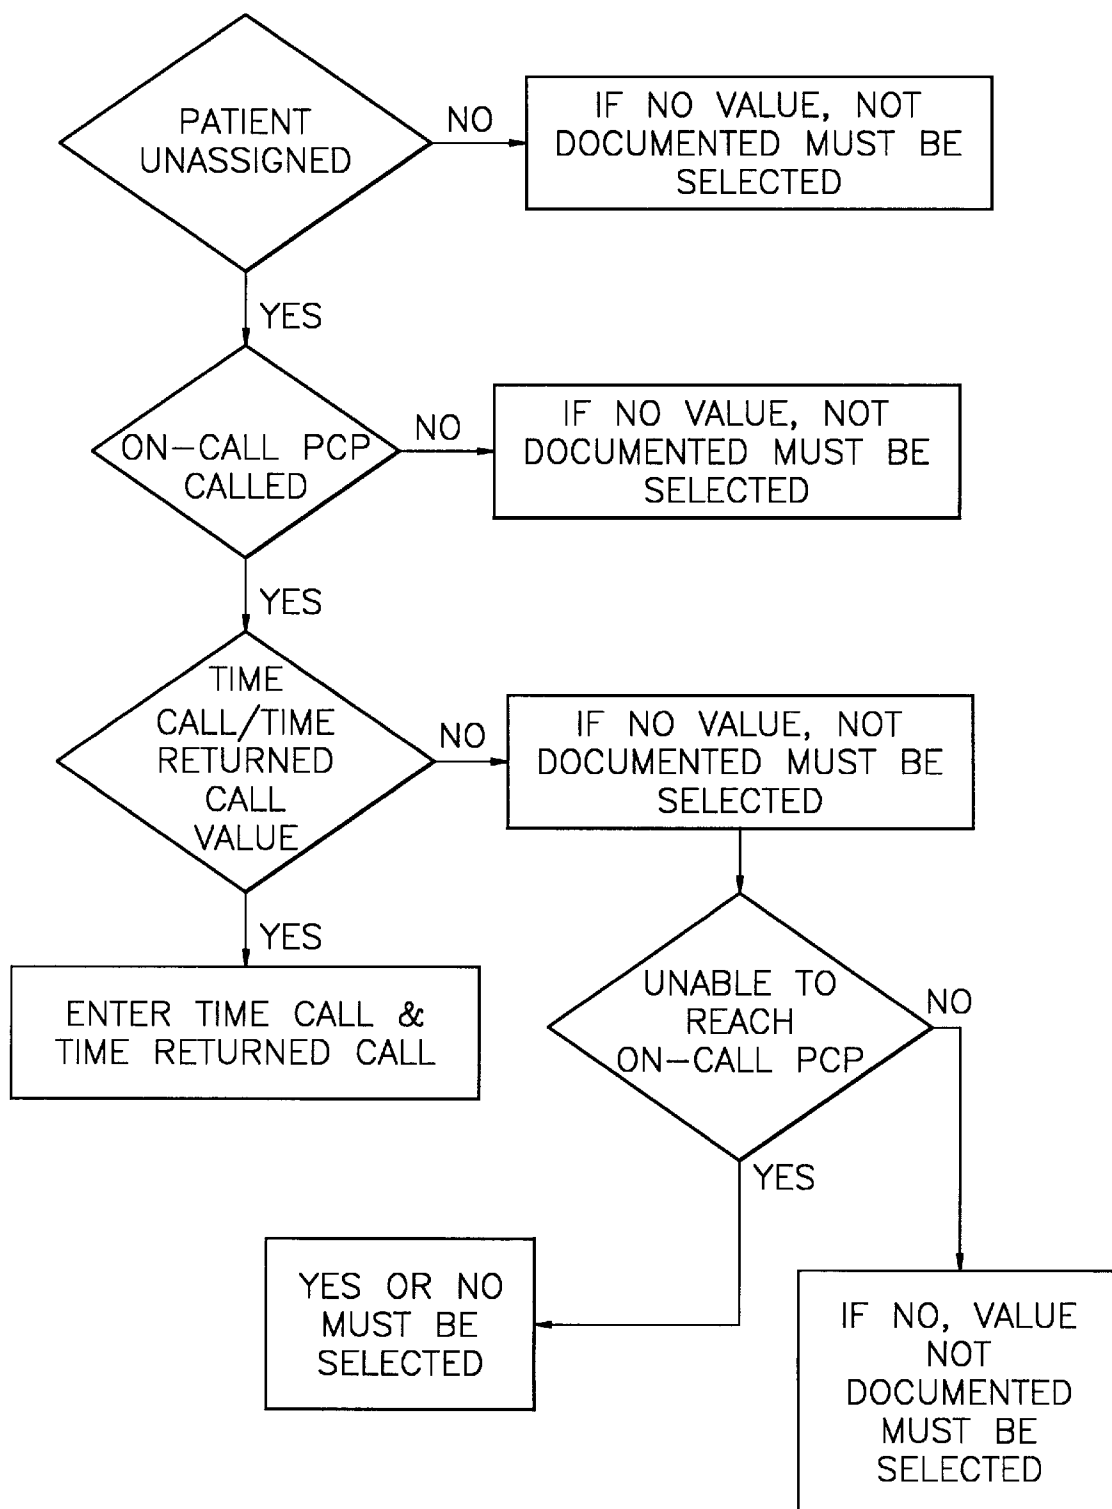 PATIENT
UNASSIGNED
NO
IF NO VALUE, NOT
DOCUMENTED MUST BE
SELECTED
YES
ON-CALL PCP
CALLED
NO
IF NO VALUE, NOT
DOCUMENTED MUST BE
SELECTED
YES
TIME
CALL/TIME
RETURNED
CALL
VALUE
NO
IF NO VALUE, NOT
DOCUMENTED MUST BE
SELECTED
YES
ENTER TIME CALL &
TIME RETURNED CALL
UNABLE TO
REACH
ON-CALL PCP
NO
YES
YES OR NO
MUST BE
SELECTED
IF NO, VALUE
NOT
DOCUMENTED
MUST BE
SELECTED